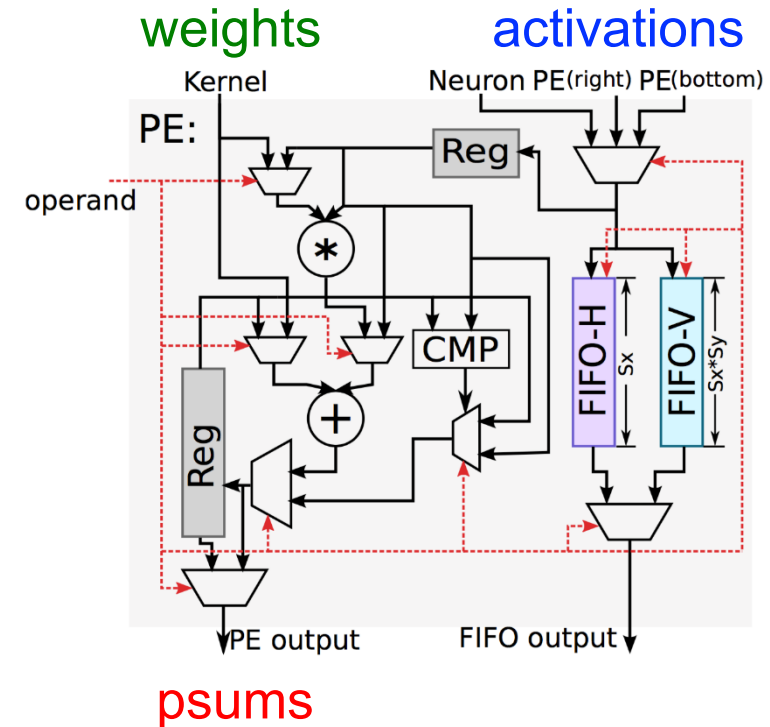 weights
activations
Kernel
Neuron PE(right) PE(bottom)
PE:
Reg
operand
*
FIFO-H
Sx
FIFO-V
Sx*Sy
CMP
+
Reg
PE output
FIFO output
psums